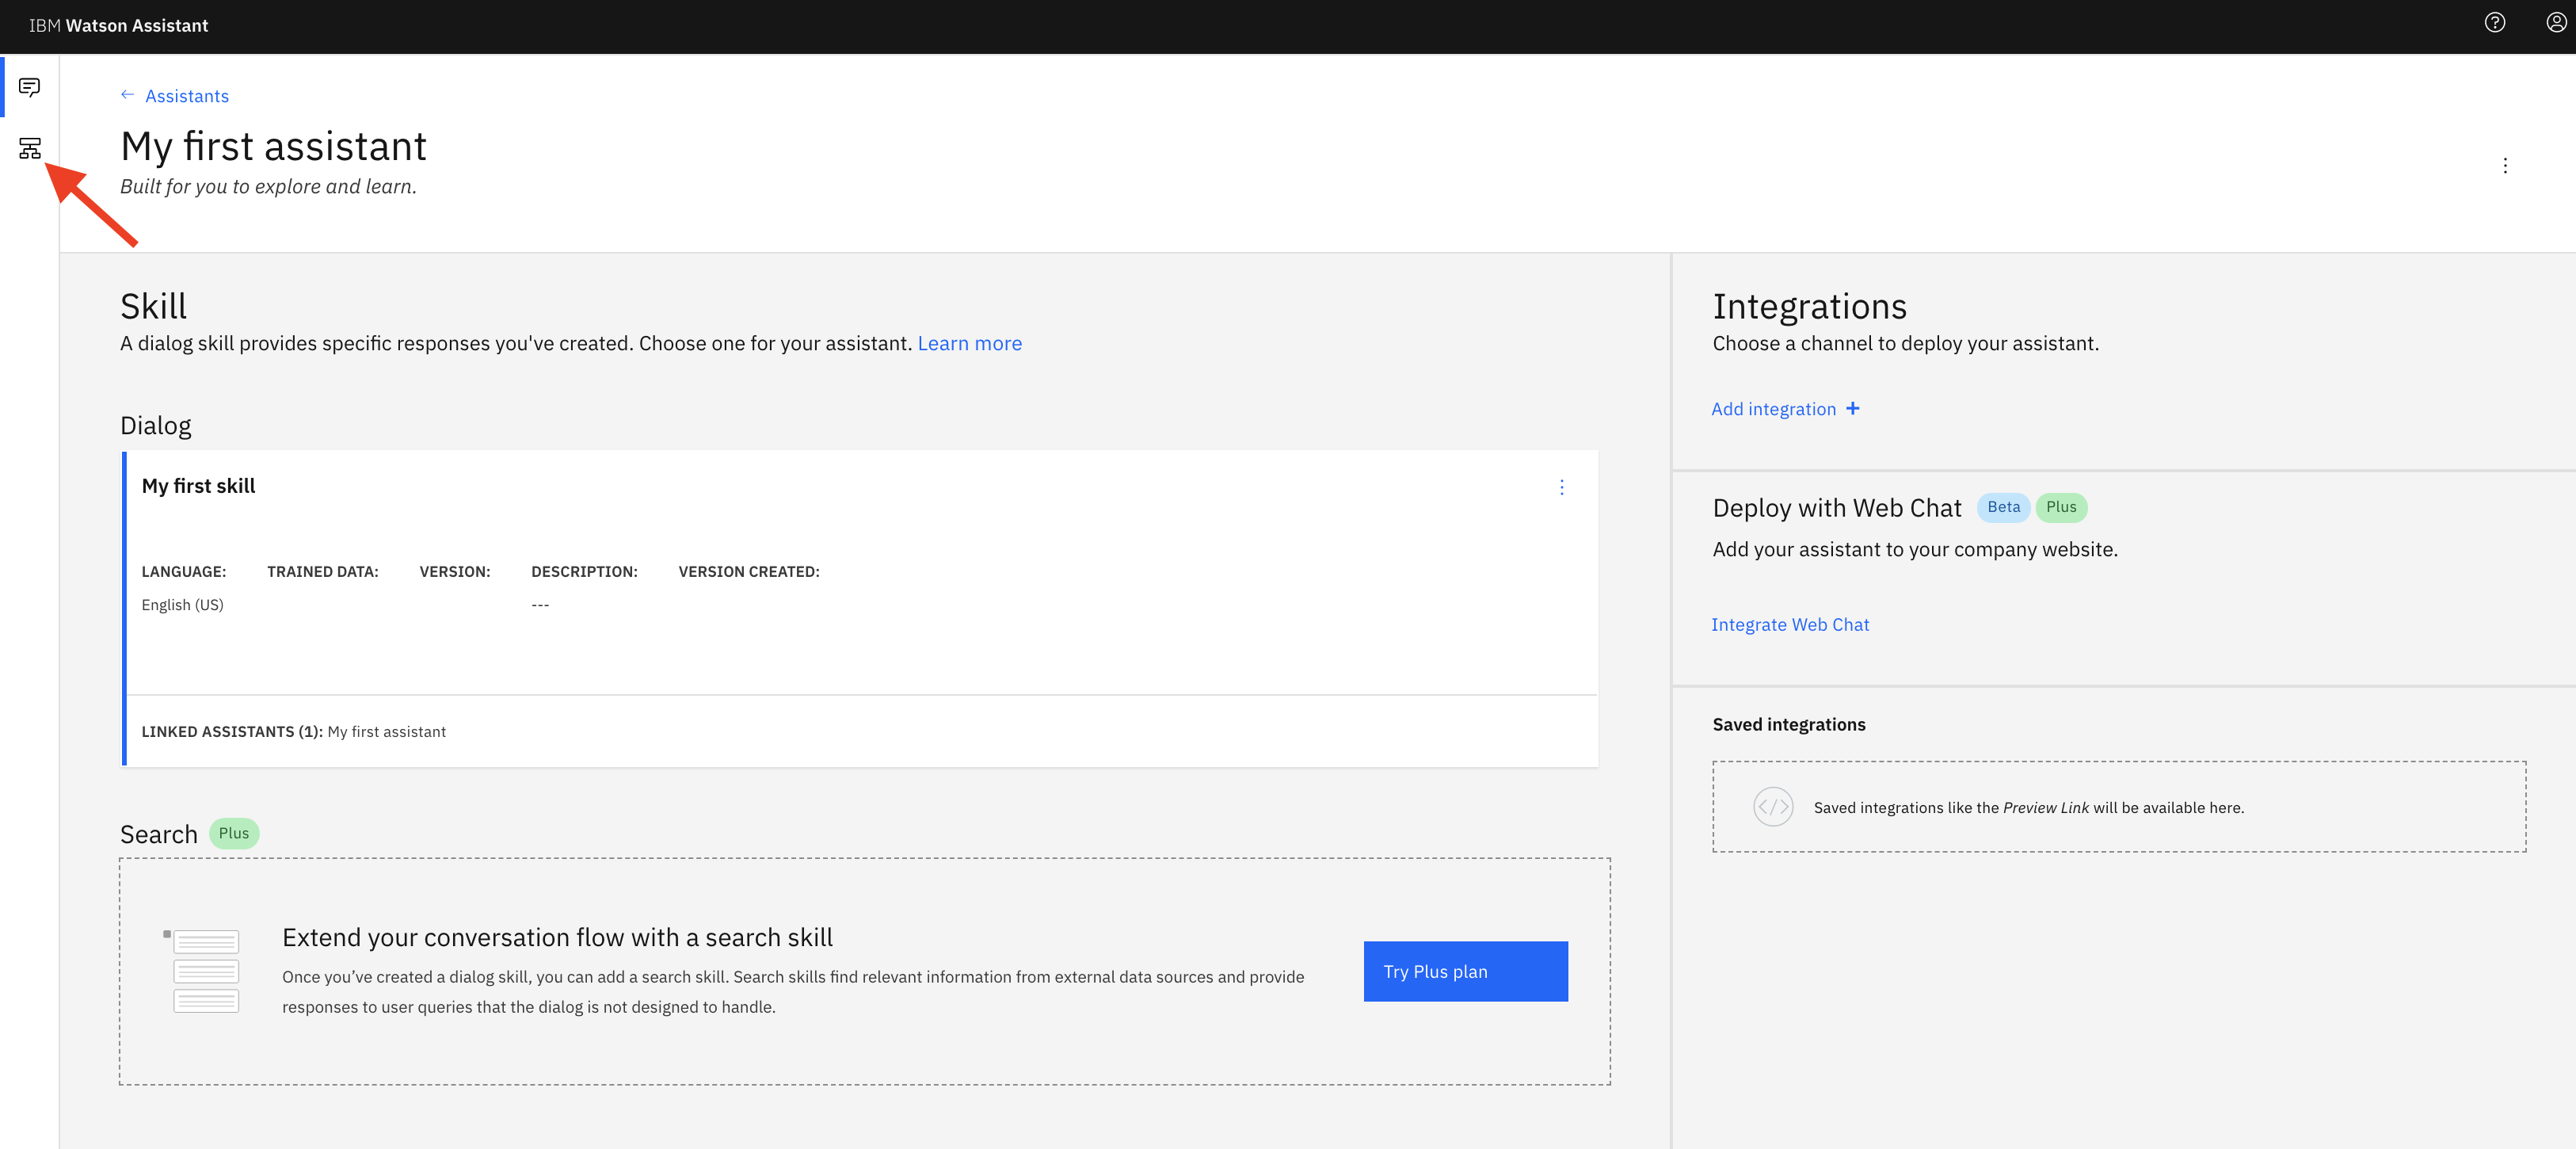 IBM Watson Assistant
← Assistants
My first assistant
Built for you to explore and learn.
Skill
A dialog skill provides specific responses you've created. Choose one for your assistant. Learn more
Dialog
My first skill
LANGUAGE: TRAINED DATA: VERSION: DESCRIPTION: VERSION CREATED:
English (US) ---
LINKED ASSISTANTS (1): My first assistant
Search Plus
Extend your conversation flow with a search skill
Once you’ve created a dialog skill, you can add a search skill. Search skills find relevant information from external data sources and provide
responses to user queries that the dialog is not designed to handle.
Try Plus plan
Integrations
Choose a channel to deploy your assistant.
Add integration +
Deploy with Web Chat Beta Plus
Add your assistant to your company website.
Integrate Web Chat
Saved integrations
Saved integrations like the Preview Link will be available here.